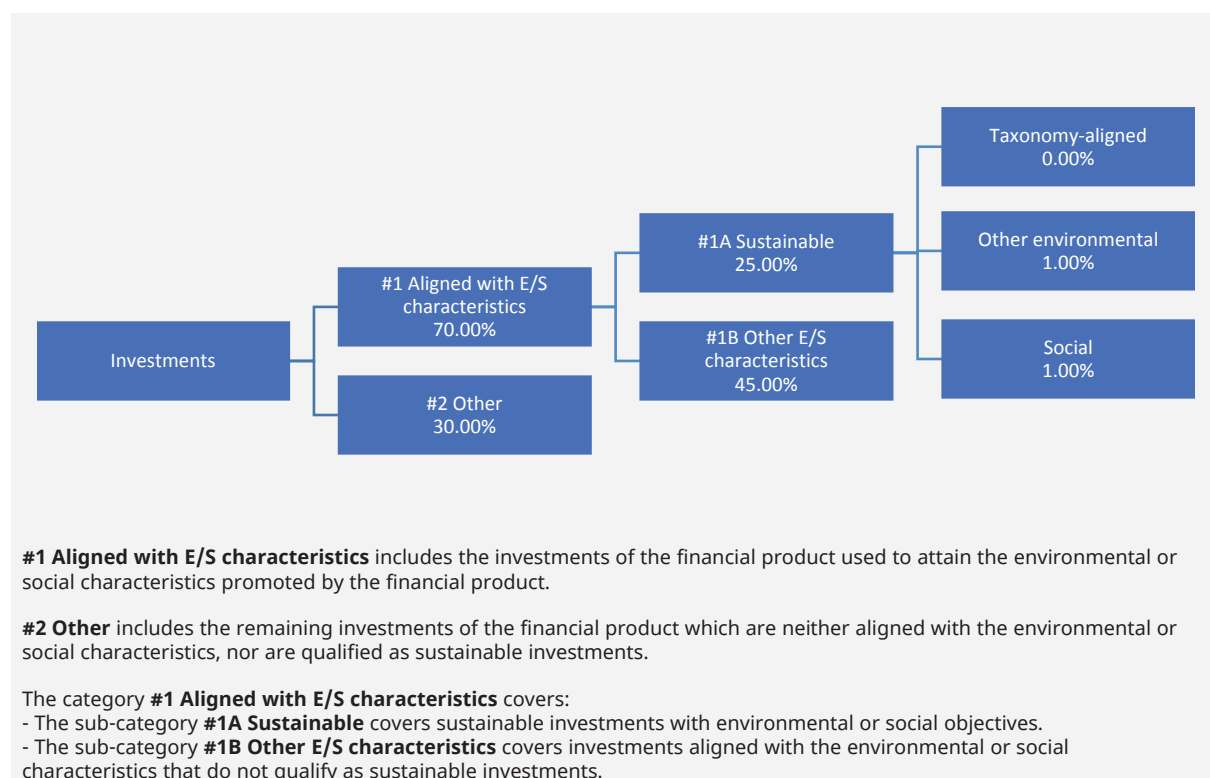 Investments
#1 Aligned with E/S
characteristics
70.00%
#2 Other
30.00%
#1A Sustainable
25.00%
#1B Other E/S
characteristics
45.00%
Taxonomy-aligned
0.00%
Other environmental
1.00%
Social
1.00%
#1 Aligned with E/S characteristics includes the investments of the financial product used to attain the environmental or
social characteristics promoted by the financial product.
#2 Other includes the remaining investments of the financial product which are neither aligned with the environmental or
social characteristics, nor are qualified as sustainable investments.
The category #1 Aligned with E/S characteristics covers:
- The sub-category #1A Sustainable covers sustainable investments with environmental or social objectives.
- The sub-category #1B Other E/S characteristics covers investments aligned with the environmental or social
characteristics that do not qualify as sustainable investments.